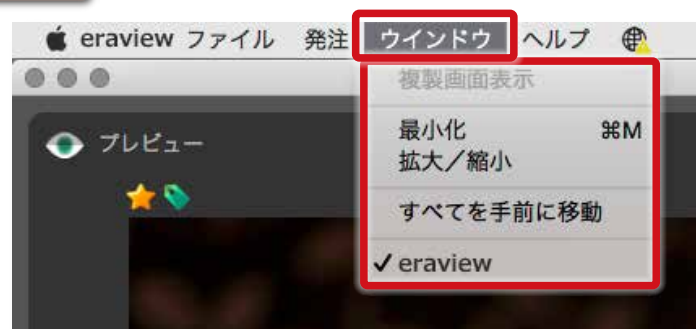 eraview ファイル 発注 ウインドウ ヘルプ
複製画面表示
最小化 ⌘M
拡大／縮小
すべてを手前に移動
✓ eraview
プレビュー